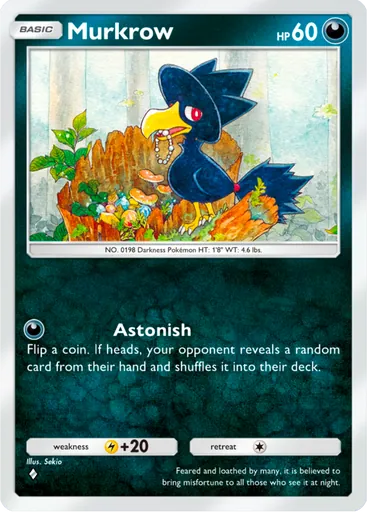 BASIC Murkrow HP 60
NO. 0198 Darkness Pokémon HT: 1'8" WT: 4.6 lbs.
Astonish
Flip a coin. If heads, your opponent reveals a random
card from their hand and shuffles it into their deck.
weakness +20 retreat
Illus. Sekio
Feared and loathed by many, it is believed to
bring misfortune to all those who see it at night.